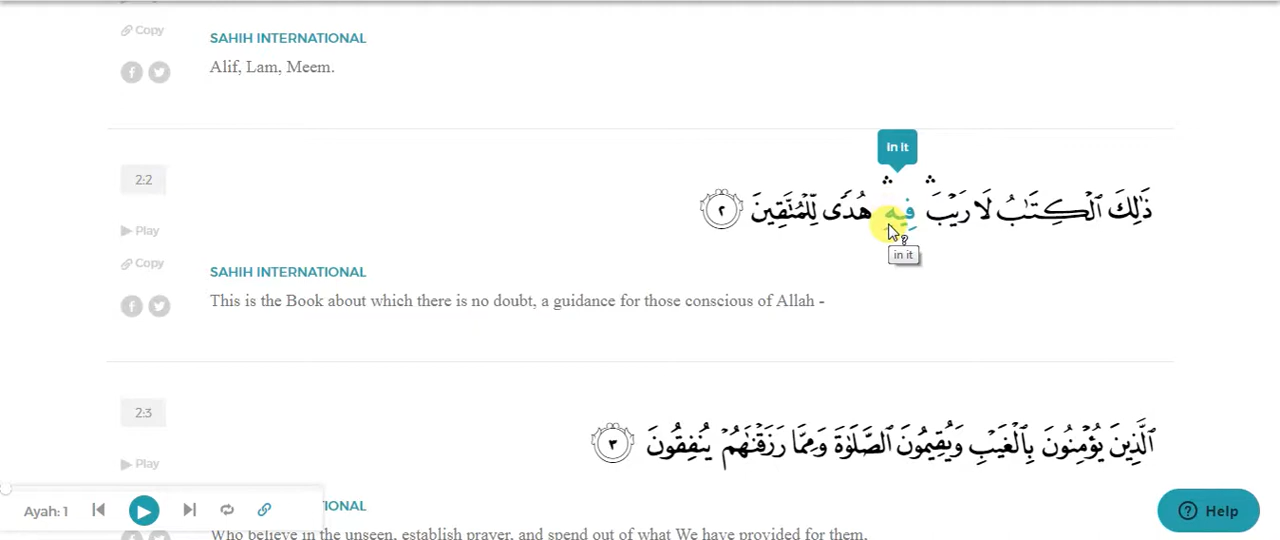 Copy
SAHIH INTERNATIONAL
Alif, Lam, Meem.
In it
2:2
ذَٰلِكَ ٱلْكِتَٰبُ لَا رَيْبَ ۛ فِيهِ ۛ هُدًى لِّلْمُتَّقِينَ ٢
Play
in it
Copy
SAHIH INTERNATIONAL
This is the Book about which there is no doubt, a guidance for those conscious of Allah -
2:3
ٱلَّذِينَ يُؤْمِنُونَ بِٱلْغَيْبِ وَيُقِيمُونَ ٱلصَّلَوٰةَ وَمِمَّا رَزَقْنَٰهُمْ يُنفِقُونَ ٣
Play
Ayah: 1
IONAL
Help
Who believe in the unseen, establish prayer, and spend out of what We have provided for them,